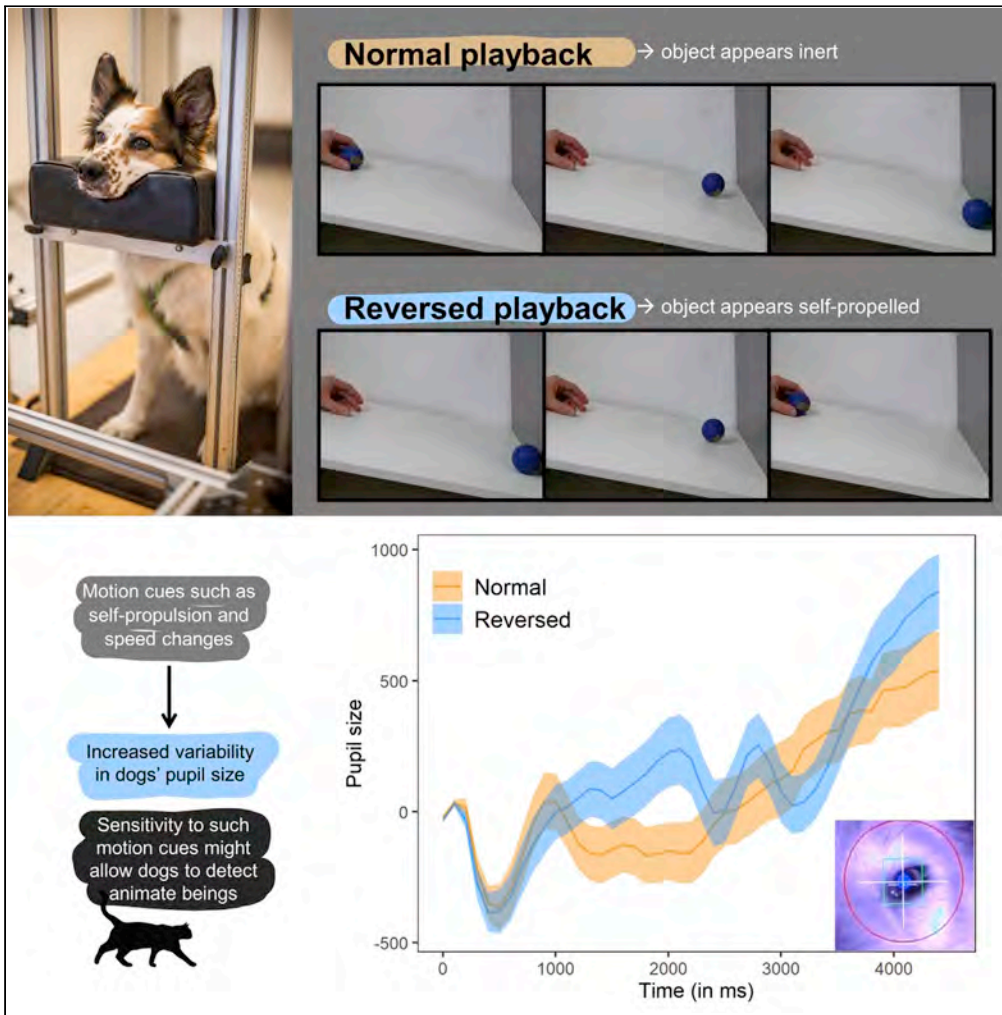 Normal playback → object appears inert
Reversed playback → object appears self-propelled
Motion cues such as
self-propulsion and
speed changes
Increased variability
in dogs' pupil size
Sensitivity to such
motion cues might
allow dogs to detect
animate beings
1000
500
0
-500
Pupil size
Normal
Reversed
0 1000 2000 3000 4000
Time (in ms)